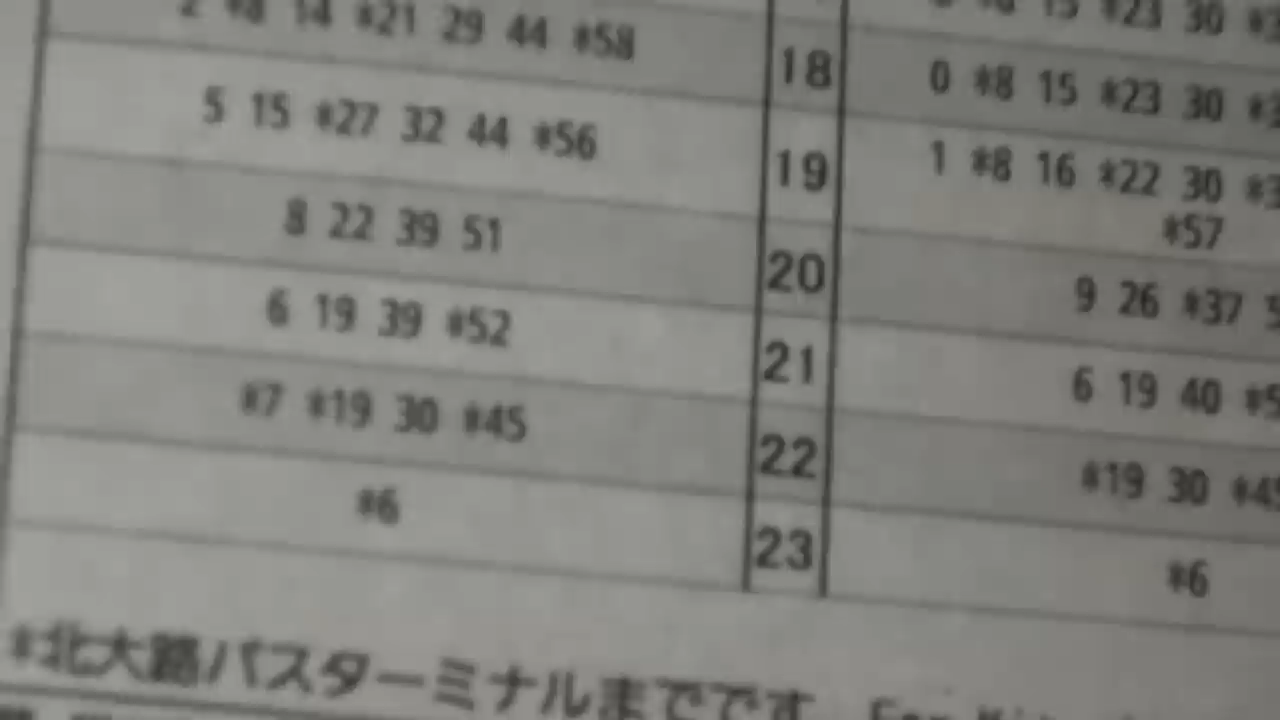 2 *8 14 *21 29 44 *58 18 0 *8 15 *23 30
5 15 *27 32 44 *56 19 1 *8 16 *22 30
*57
8 22 39 51 20 9 26 *37
6 19 39 *52 21 6 19 40
*7 *19 30 *45 22 *19 30
*6 23 *6
*北大路バスターミナルまでです